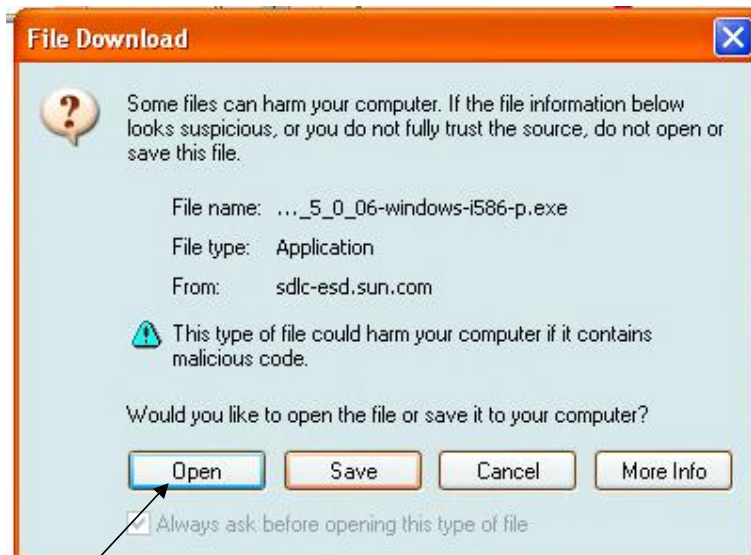 File Download
Some files can harm your computer. If the file information below
looks suspicious, or you do not fully trust the source, do not open or
save this file.
File name: ..._5_0_06-windows-i586-p.exe
File type: Application
From: sdlc-esd.sun.com
This type of file could harm your computer if it contains
malicious code.
Would you like to open the file or save it to your computer?
Open Save Cancel More Info
Always ask before opening this type of file